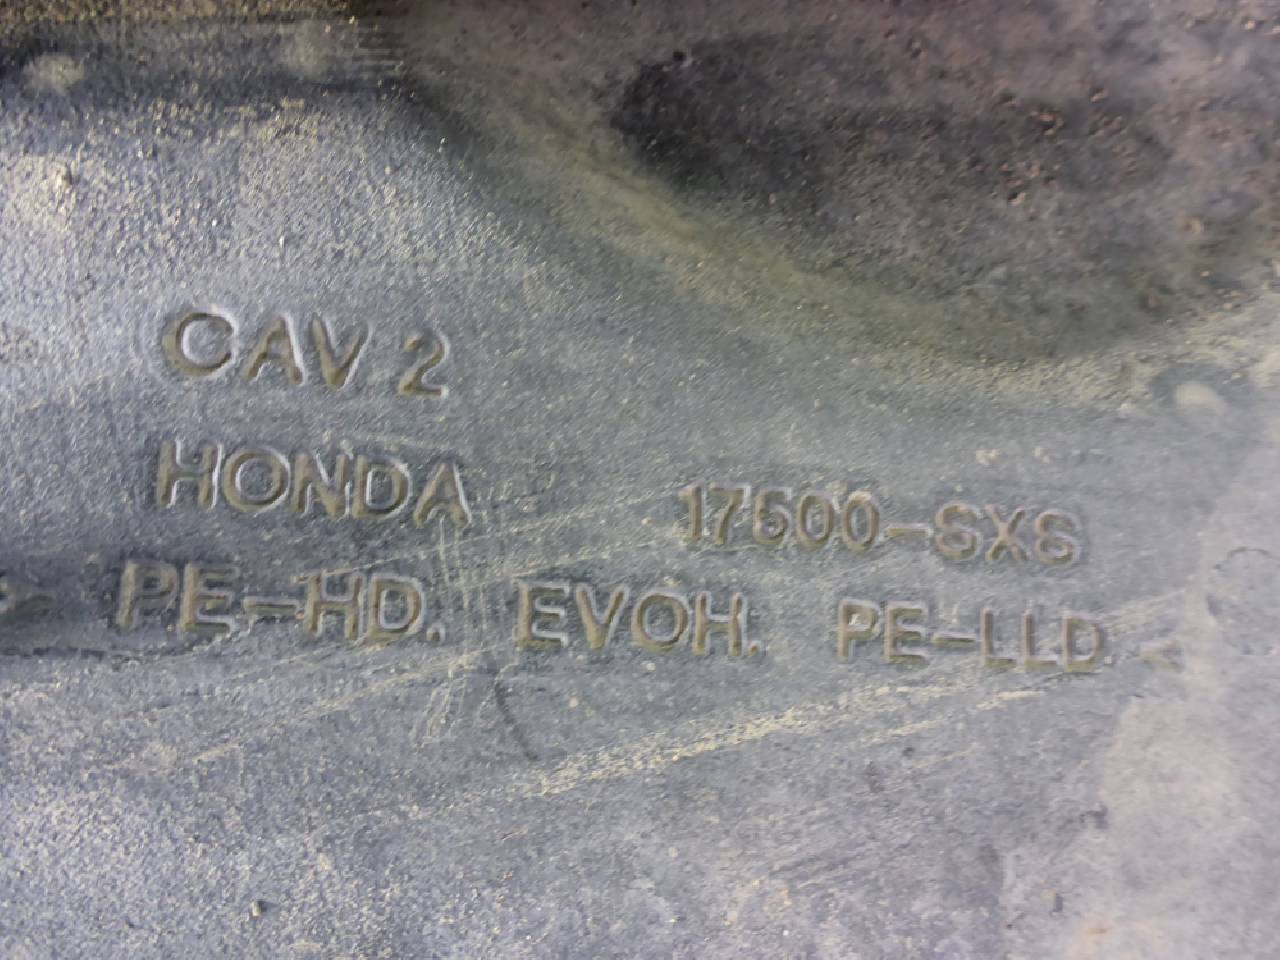 CAV 2
HONDA 17500-SXS
>PE-HD. EVOH. PE-LLD<